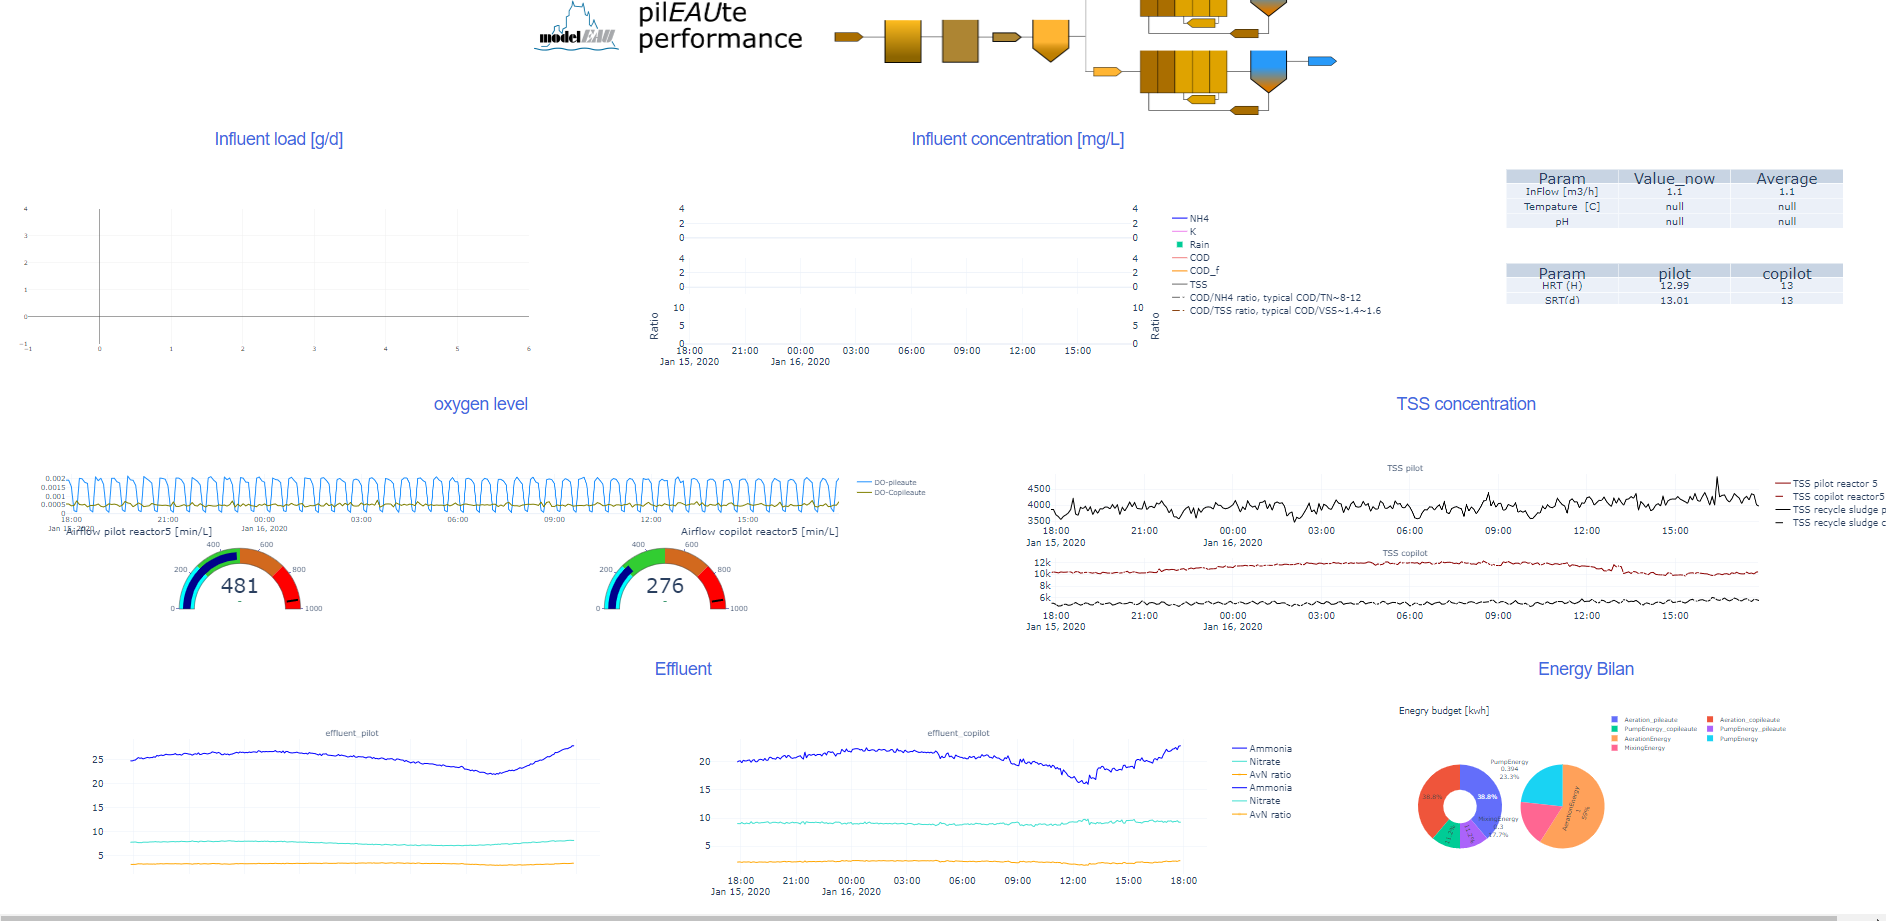 modelEAU
pilEAUte
performance
Influent load [g/d]
Influent concentration [mg/L]
Param Value_now Average
InFlow [m3/h] 1.1 1.1
Tempature [C] null null
pH null null
Param pilot copilot
HRT (H) 12.99 13
SRT(d) 13.01 13
4
3
2
1
0
−1
−1 0 1 2 3 4 5 6
4
2
0
4
2
0
10
5
0
Ratio
4
2
0
4
2
0
10
5
0
Ratio
18:00 21:00 00:00 03:00 06:00 09:00 12:00 15:00
Jan 15, 2020 Jan 16, 2020
NH4
K
Rain
COD
COD_f
TSS
COD/NH4 ratio, typical COD/TN~8-12
COD/TSS ratio, typical COD/VSS~1.4~1.6
oxygen level
TSS concentration
0.002
0.0015
0.001
0.0005
0
18:00 21:00 00:00 03:00 06:00 09:00 12:00 15:00
Jan 15, 2020 Jan 16, 2020
DO-pileaute
DO-Copileaute
Airflow pilot reactor5 [min/L]
0 200 400 600 800 1000
481
-
Airflow copilot reactor5 [min/L]
0 200 400 600 800 1000
276
-
TSS pilot
4500
4000
3500
18:00 21:00 00:00 03:00 06:00 09:00 12:00 15:00
Jan 15, 2020 Jan 16, 2020
TSS copilot
12k
10k
8k
6k
18:00 21:00 00:00 03:00 06:00 09:00 12:00 15:00
Jan 15, 2020 Jan 16, 2020
TSS pilot reactor 5
TSS copilot reactor5
TSS recycle sludge p
TSS recycle sludge c
Effluent
Energy Bilan
effluent_pilot
25
20
15
10
5
effluent_copilot
20
15
10
5
18:00 21:00 00:00 03:00 06:00 09:00 12:00 15:00 18:00
Jan 15, 2020 Jan 16, 2020
Ammonia
Nitrate
AvN ratio
Ammonia
Nitrate
AvN ratio
Enegry budget [kwh]
Aeration_pileaute Aeration_copileaute
PumpEnergy_copileaute PumpEnergy_pileaute
AerationEnergy PumpEnergy
MixingEnergy
38.8%
38.8%
11.2%
11.2%
PumpEnergy
0.394
23.3%
MixingEnergy
0.3
17.7%
AerationEnergy
1
59%